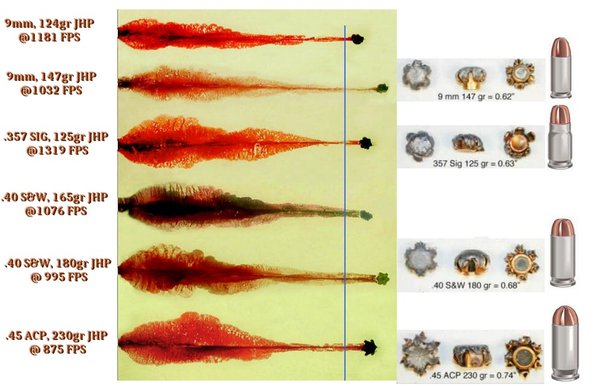 9mm, 124gr JHP
@1181 FPS
9mm, 147gr JHP
@1032 FPS
9 mm 147 gr = 0.62"
.357 SIG, 125gr JHP
@1319 FPS
.357 Sig 125 gr = 0.63"
.40 S&W, 165gr JHP
@1076 FPS
.40 S&W, 180gr JHP
@ 995 FPS
.40 S&W 180 gr = 0.68"
.45 ACP, 230gr JHP
@ 875 FPS
.45 ACP 230 gr = 0.74"